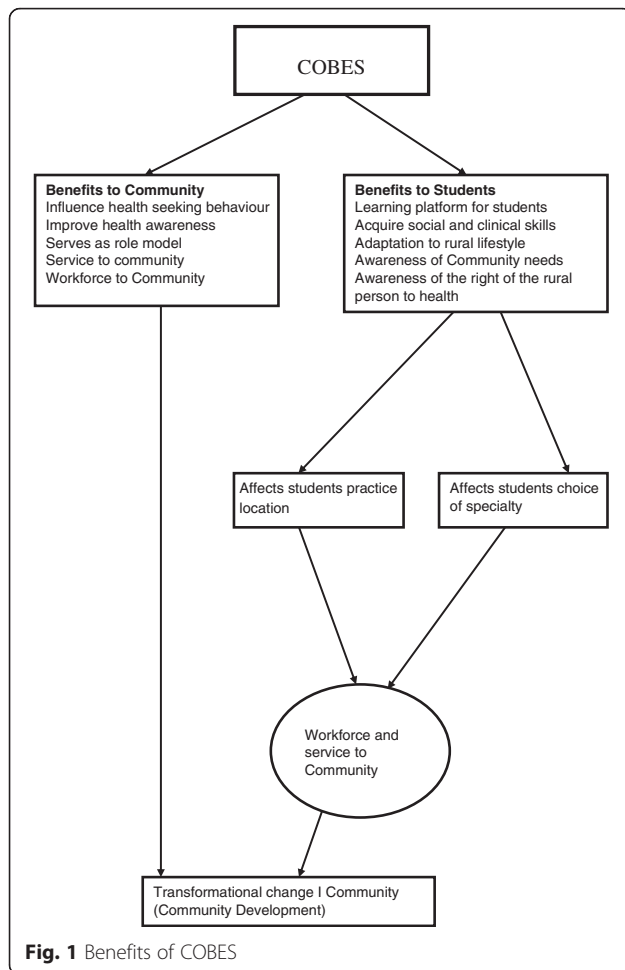 COBES
Benefits to Community
Influence health seeking behaviour
Improve health awareness
Serves as role model
Service to community
Workforce to Community
Benefits to Students
Learning platform for students
Acquire social and clinical skills
Adaptation to rural lifestyle
Awareness of Community needs
Awareness of the right of the rural
person to health
Affects students practice
location
Affects students choice
of specialty
Workforce and
service to
Community
Transformational change I Community
(Community Development)
Fig. 1 Benefits of COBES